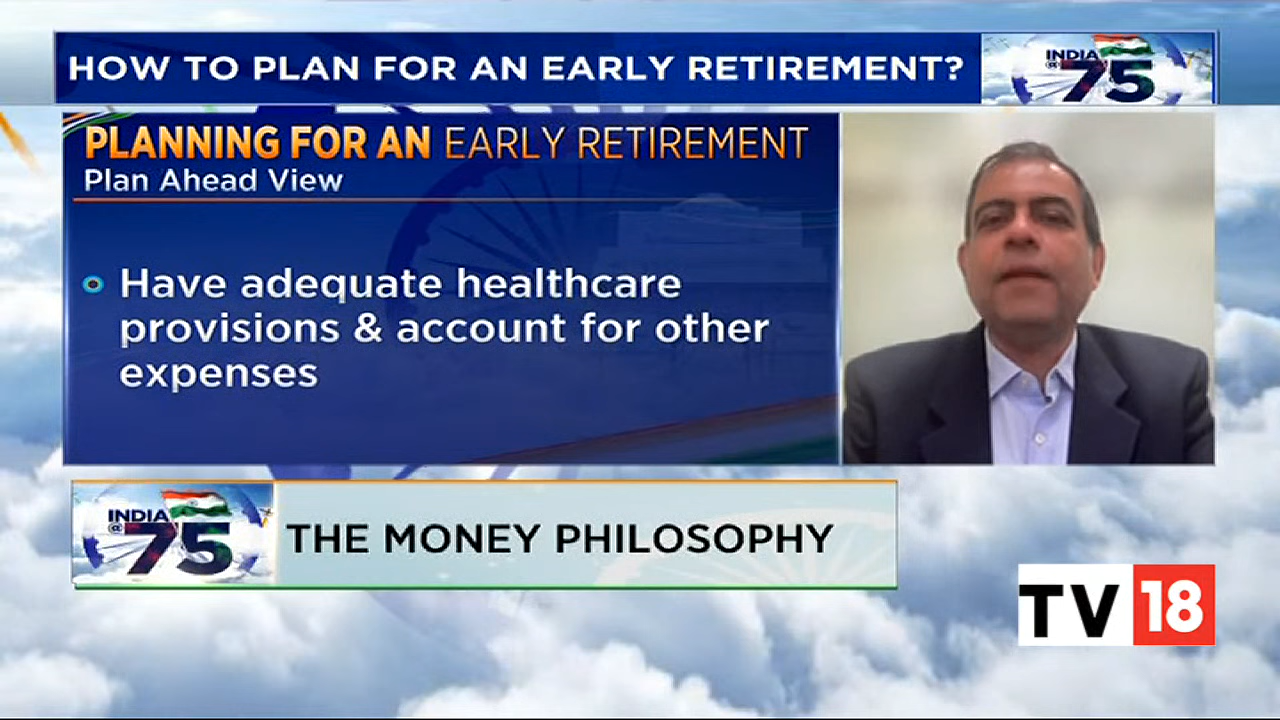 HOW TO PLAN FOR AN EARLY RETIREMENT?
INDIA
@
75
PLANNING FOR AN EARLY RETIREMENT
Plan Ahead View
Have adequate healthcare
provisions & account for other
expenses
INDIA
@
75
THE MONEY PHILOSOPHY
TV18